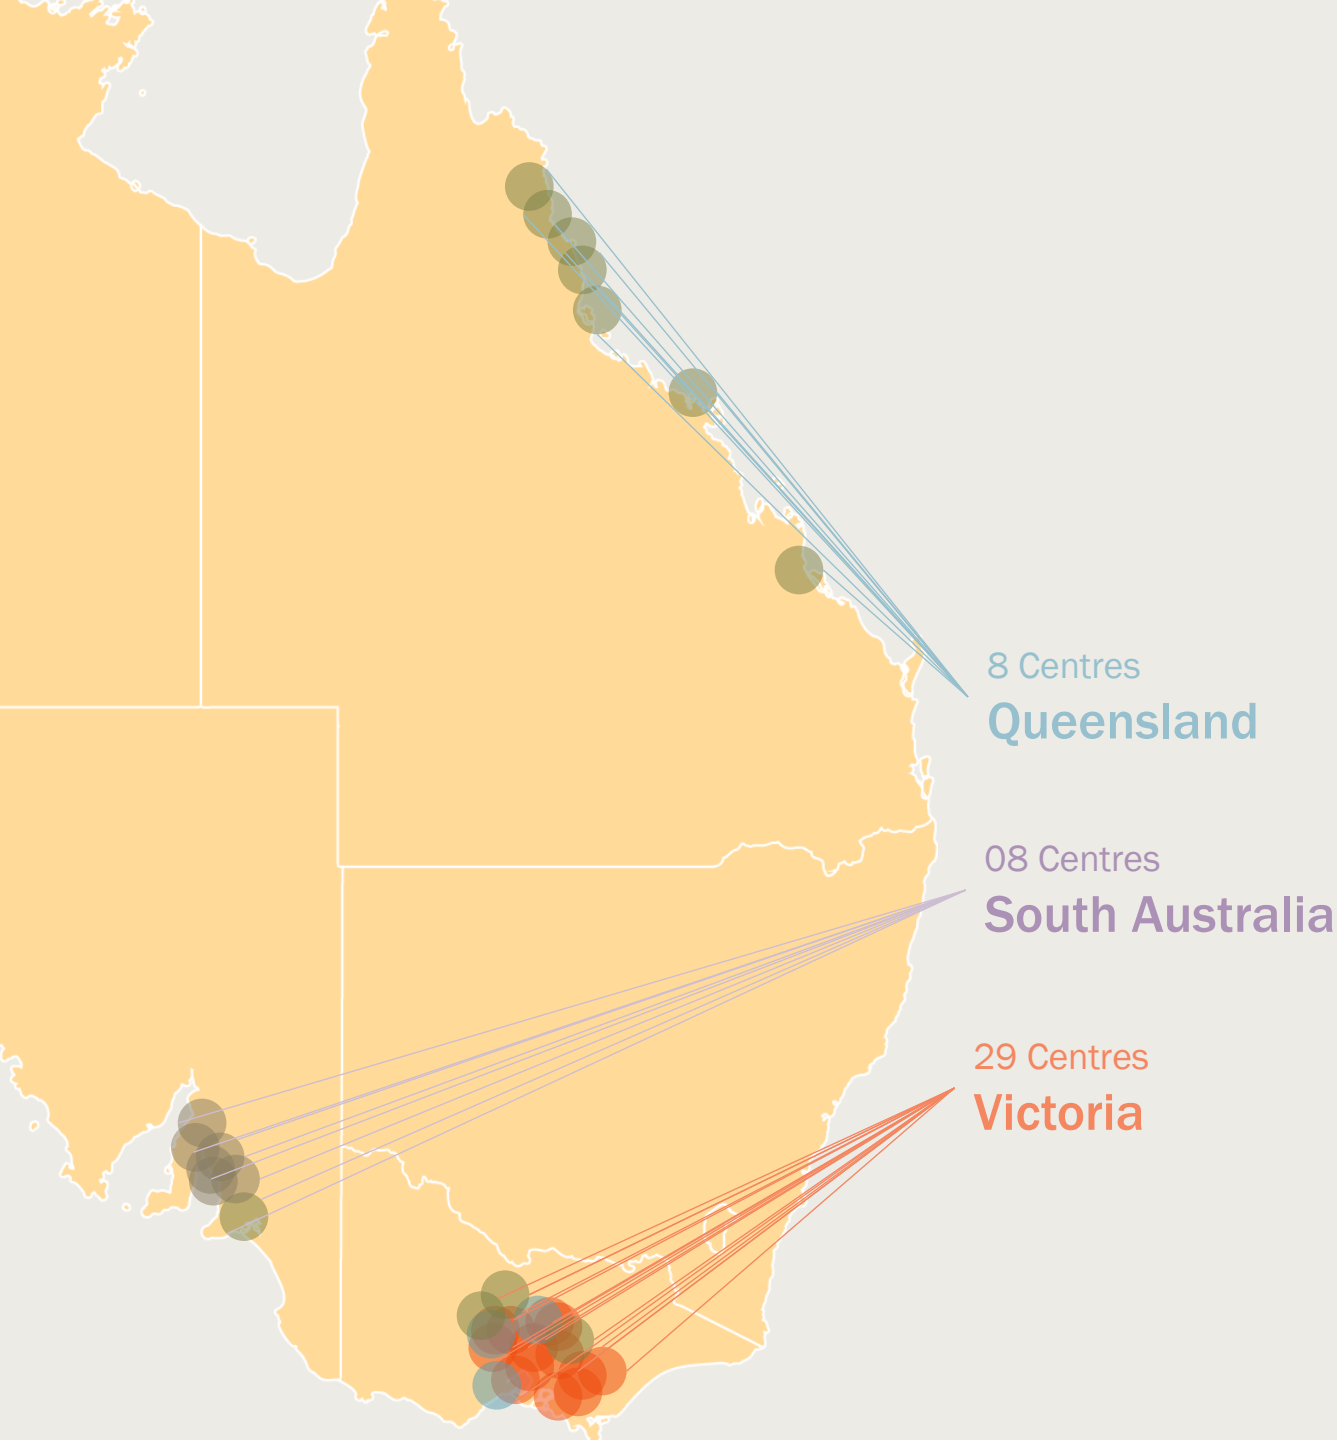 8 Centres
Queensland
08 Centres
South Australia
29 Centres
Victoria